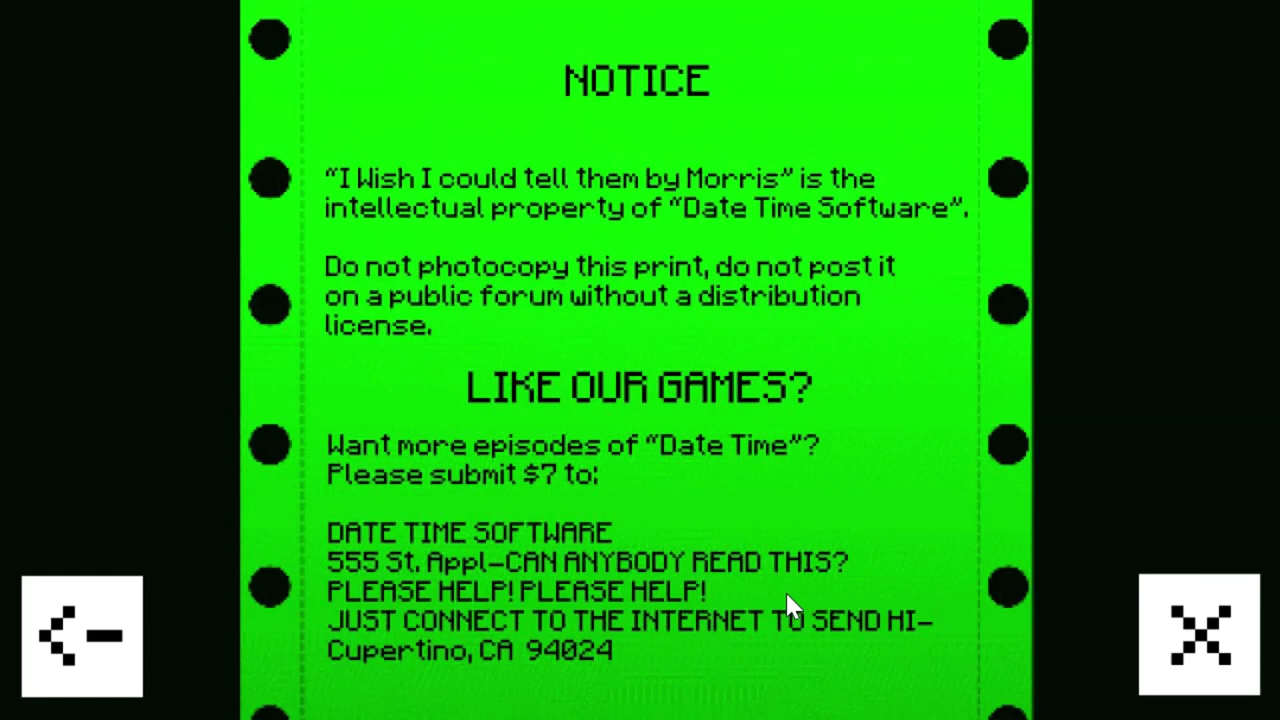 NOTICE
“I Wish I could tell them by Morris” is the
intellectual property of “Date Time Software”.
Do not photocopy this print, do not post it
on a public forum without a distribution
license.
LIKE OUR GAMES?
Want more episodes of “Date Time”?
Please submit $7 to:
DATE TIME SOFTWARE
555 St. Appl-CAN ANYBODY READ THIS?
PLEASE HELP! PLEASE HELP!
JUST CONNECT TO THE INTERNET TO SEND HI-
Cupertino, CA 94024